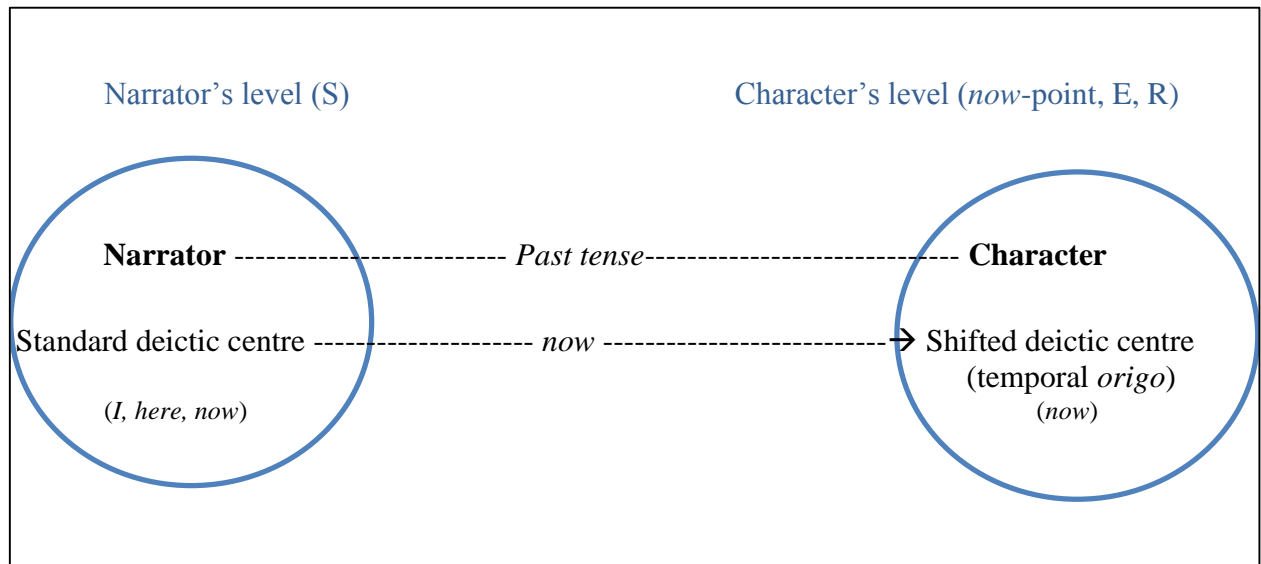 Narrator’s level (S) Character’s level (now-point, E, R)
Narrator ------------------------- Past tense---------------------------- Character
Standard deictic centre -------------------- now --------------------------→ Shifted deictic centre
(temporal origo)
(I, here, now) (now)